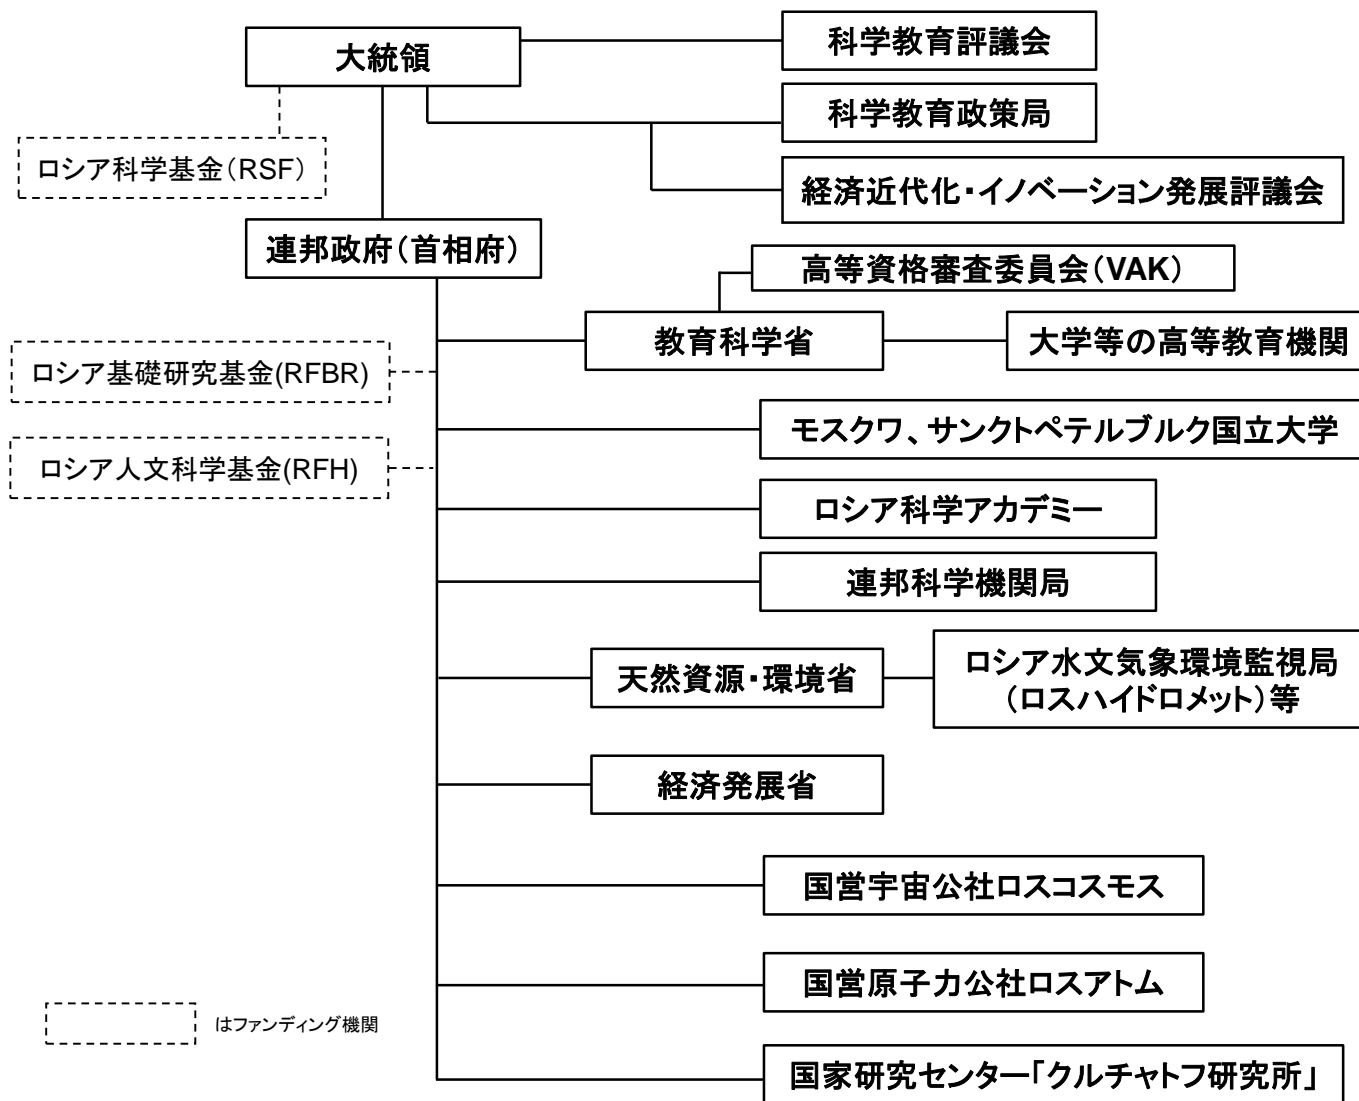 大統領
科学教育評議会
科学教育政策局
ロシア科学基金(RSF)
経済近代化・イノベーション発展評議会
連邦政府(首相府)
高等資格審査委員会(VAK)
教育科学省
大学等の高等教育機関
ロシア基礎研究基金(RFBR)
モスクワ、サンクトペテルブルク国立大学
ロシア人文科学基金(RFH)
ロシア科学アカデミー
連邦科学機関局
天然資源・環境省
ロシア水文気象環境監視局
(ロスハイドロメット)等
経済発展省
国営宇宙公社ロスコスモス
国営原子力公社ロスアトム
はファンディング機関
国家研究センター「クルチャトフ研究所」